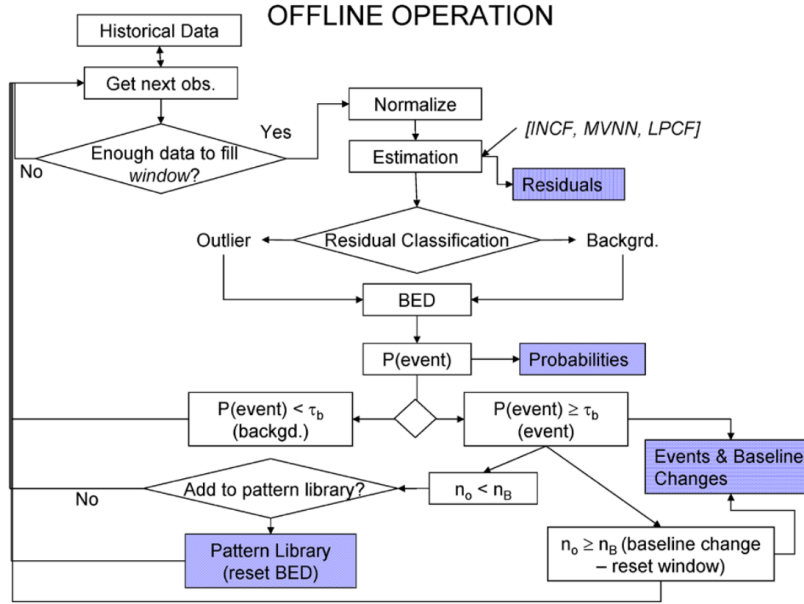 OFFLINE OPERATION
Historical Data
Get next obs.
Enough data to fill
window?
No
Yes
Normalize
[INCF, MVNN, LPCF]
Estimation
Residuals
Outlier
Residual Classification
Backgrd.
BED
P(event)
Probabilities
P(event) < τb
(backgd.)
P(event) ≥ τb
(event)
Events & Baseline
Changes
No
Add to pattern library?
no < nB
Pattern Library
(reset BED)
no ≥ nB (baseline change
– reset window)